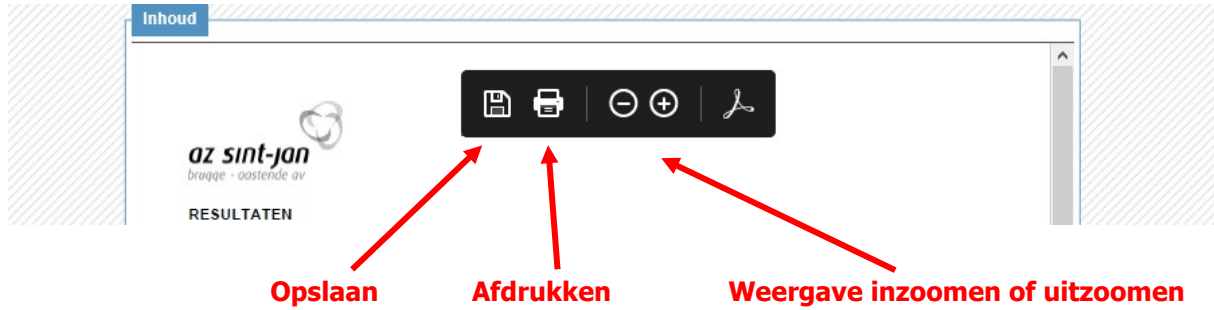 Inhoud
az sint-jan
brugge - oostende av
RESULTATEN
Opslaan Afdrukken Weergave inzoomen of uitzoomen